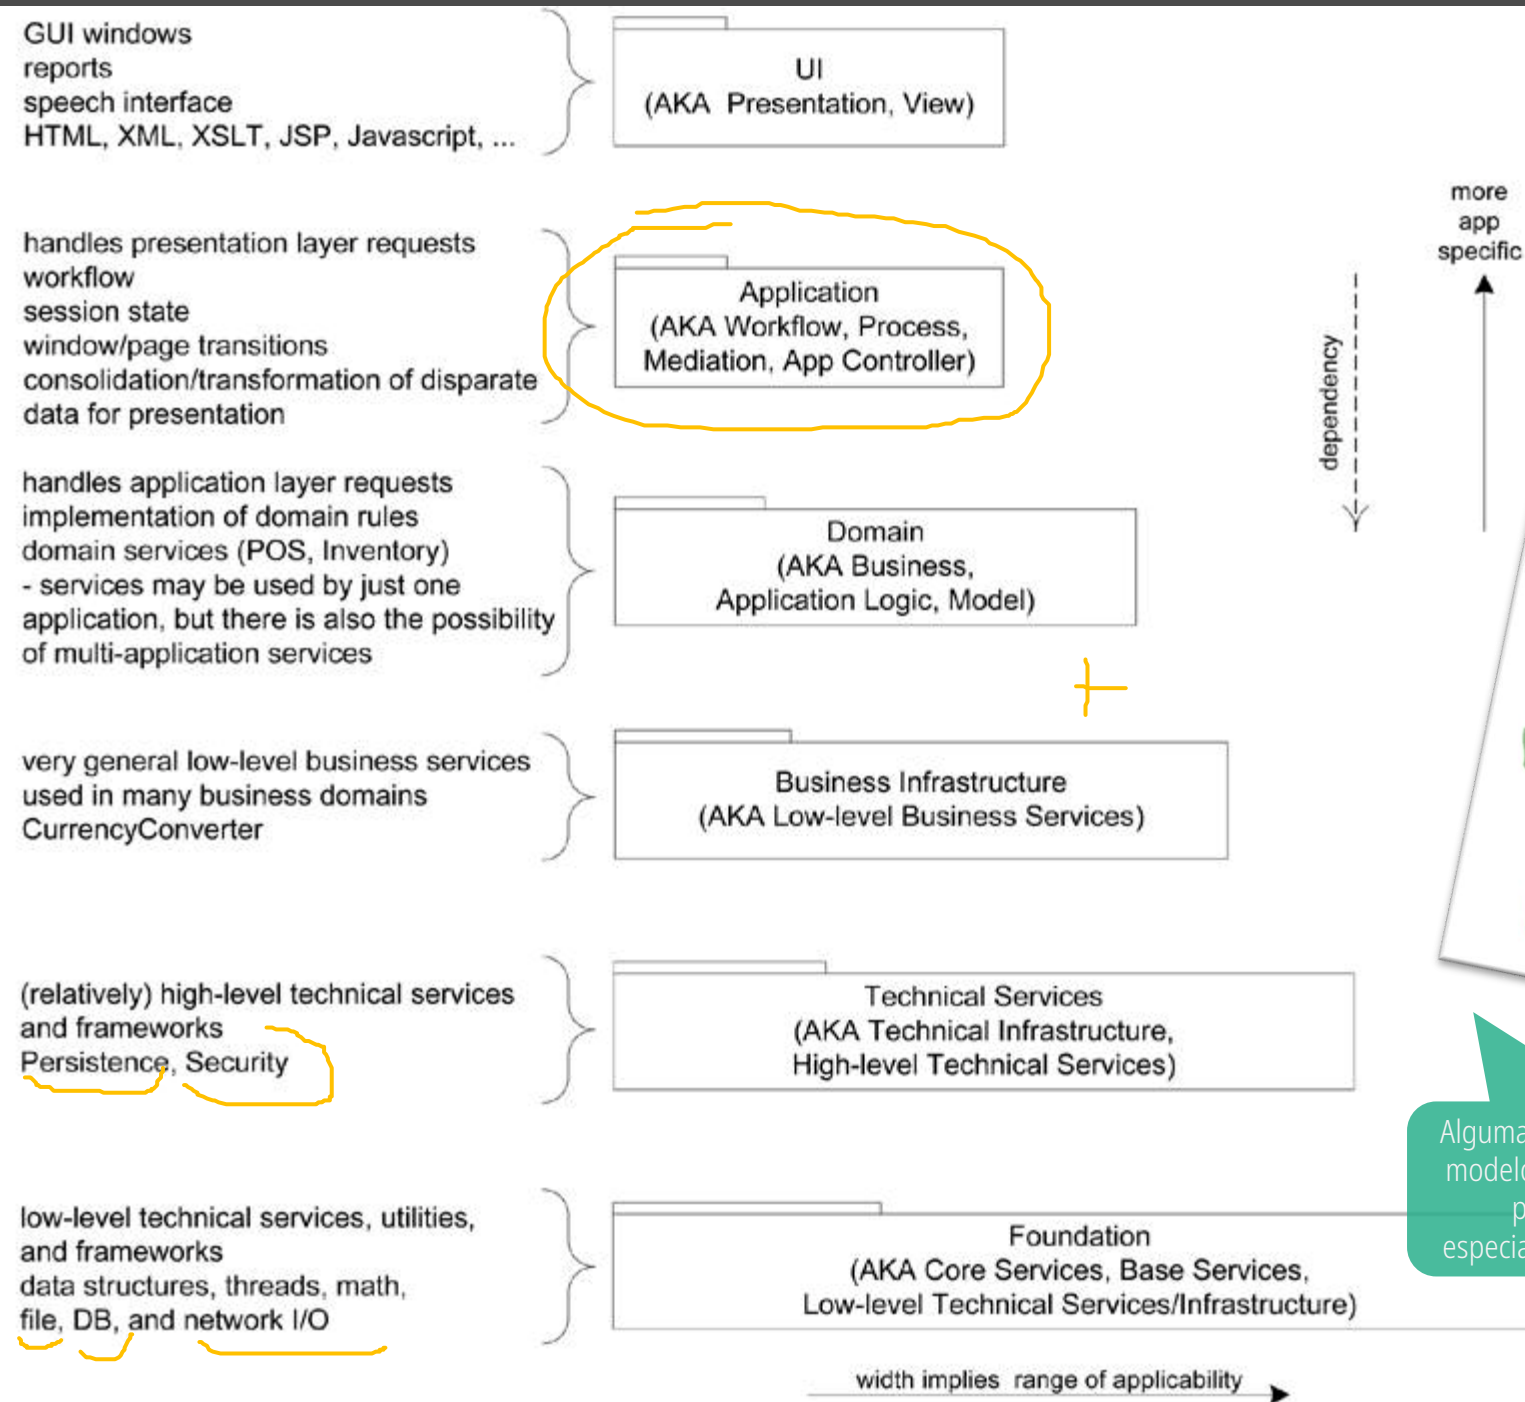 GUI windows
reports
speech interface
HTML, XML, XSLT, JSP, Javascript, ...
UI
(AKA Presentation, View)
handles presentation layer requests
workflow
session state
window/page transitions
consolidation/transformation of disparate
data for presentation
Application
(AKA Workflow, Process,
Mediation, App Controller)
more
app
specific
dependency
handles application layer requests
implementation of domain rules
domain services (POS, Inventory)
- services may be used by just one
application, but there is also the possibility
of multi-application services
Domain
(AKA Business,
Application Logic, Model)
very general low-level business services
used in many business domains
CurrencyConverter
Business Infrastructure
(AKA Low-level Business Services)
(relatively) high-level technical services
and frameworks
Persistence, Security
Technical Services
(AKA Technical Infrastructure,
High-level Technical Services)
low-level technical services, utilities,
and frameworks
data structures, threads, math,
file, DB, and network I/O
Foundation
(AKA Core Services, Base Services,
Low-level Technical Services/Infrastructure)
width implies range of applicability